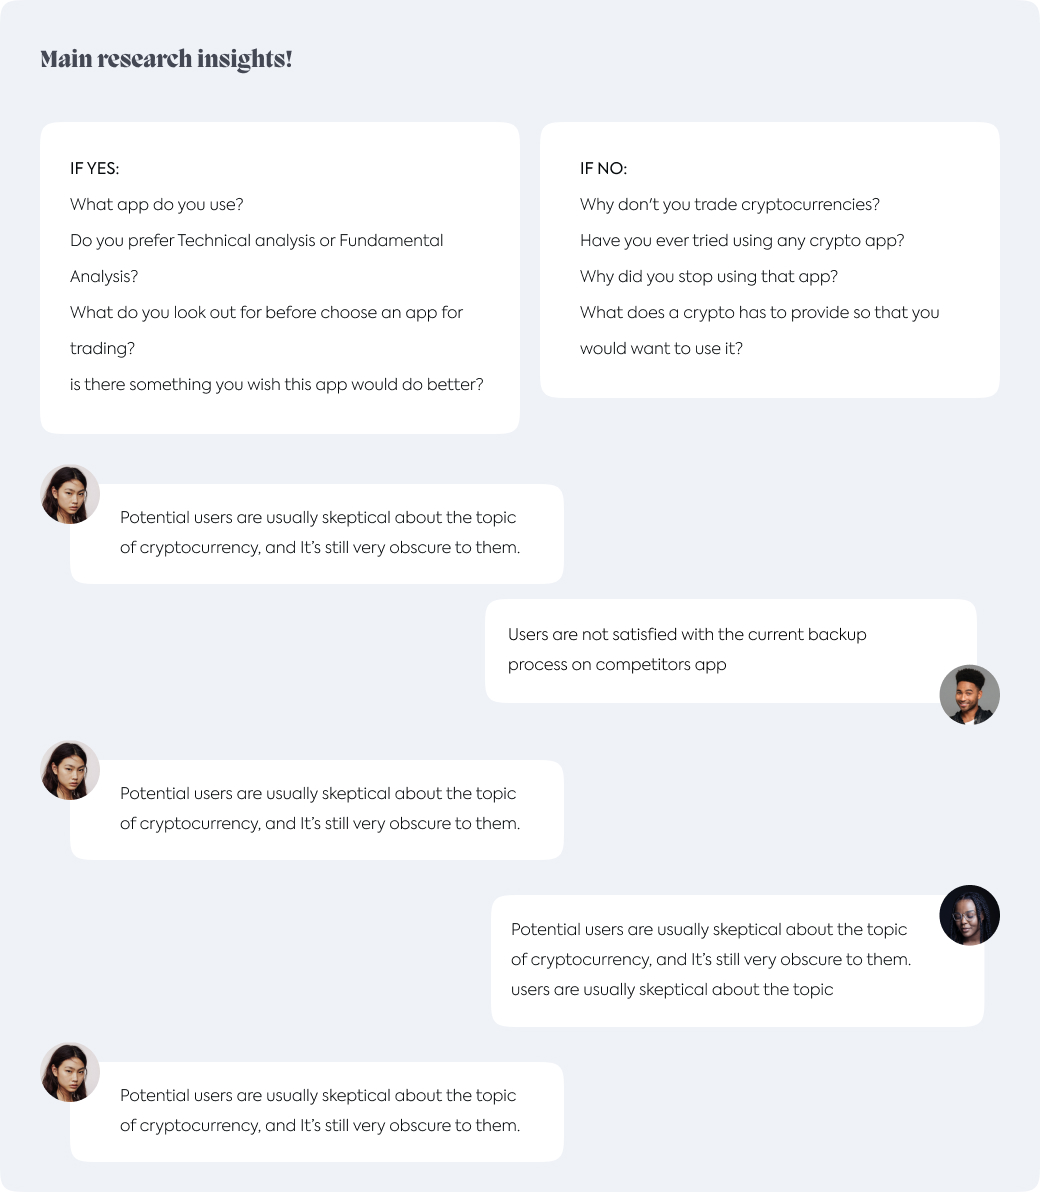 Main research insights!
IF YES:
What app do you use?
Do you prefer Technical analysis or Fundamental
Analysis?
What do you look out for before choose an app for
trading?
is there something you wish this app would do better?
IF NO:
Why don't you trade cryptocurrencies?
Have you ever tried using any crypto app?
Why did you stop using that app?
What does a crypto has to provide so that you
would want to use it?
Potential users are usually skeptical about the topic
of cryptocurrency, and It’s still very obscure to them.
Users are not satisfied with the current backup
process on competitors app
Potential users are usually skeptical about the topic
of cryptocurrency, and It’s still very obscure to them.
Potential users are usually skeptical about the topic
of cryptocurrency, and It’s still very obscure to them.
users are usually skeptical about the topic
Potential users are usually skeptical about the topic
of cryptocurrency, and It’s still very obscure to them.